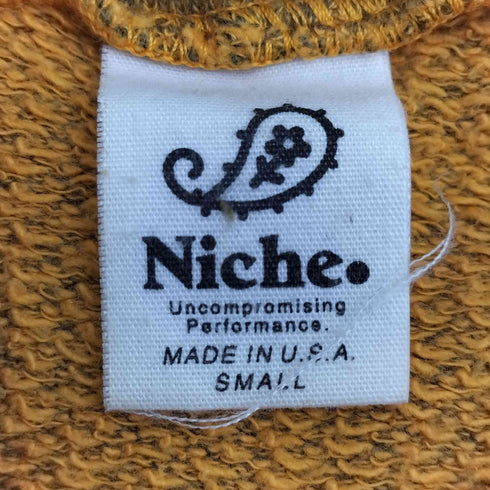 Niche.
Uncompromising
Performance.
MADE IN U.S.A.
SMALL